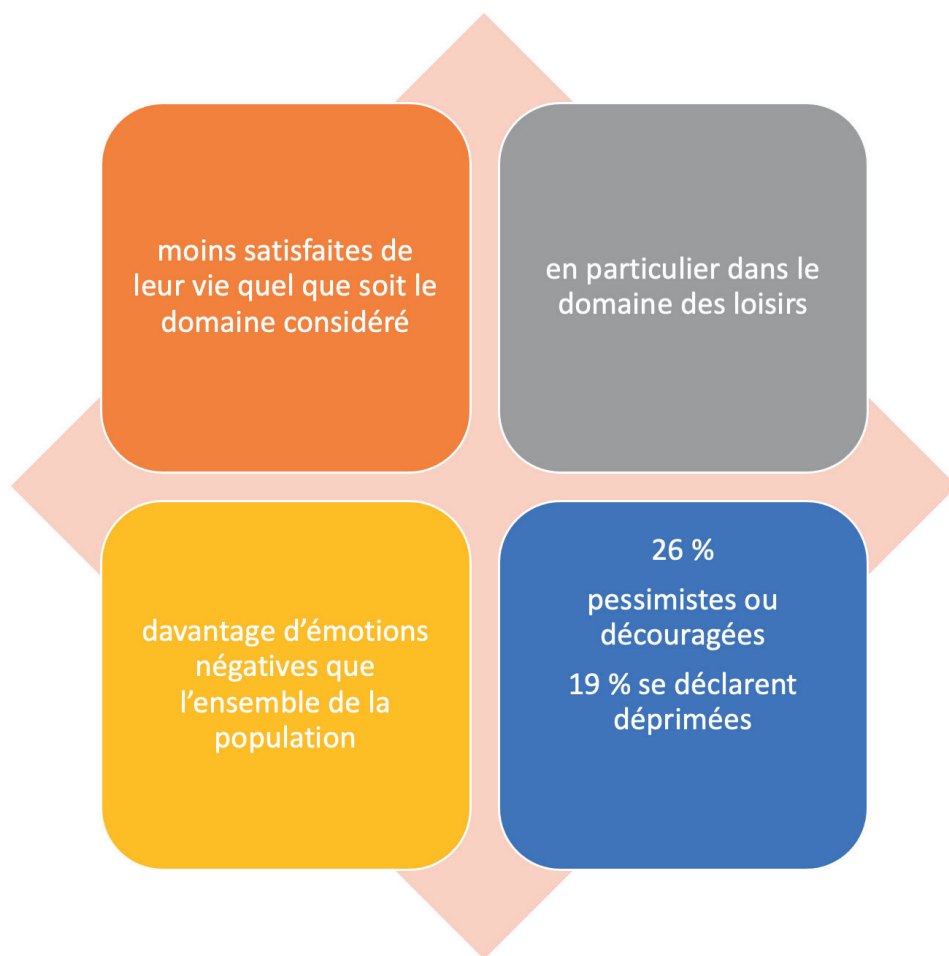 moins satisfaites de
leur vie quel que soit le
domaine considéré
en particulier dans le
domaine des loisirs
davantage d’émotions
négatives que
l’ensemble de la
population
26 %
pessimistes ou
découragées
19 % se déclarent
déprimées